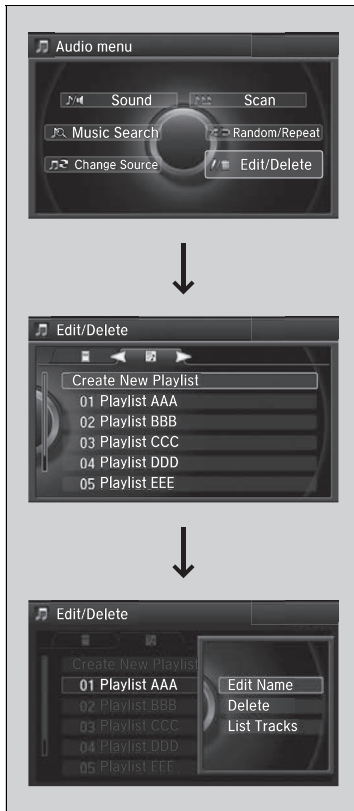 Audio menu
Sound Scan
Music Search Random/Repeat
Change Source Edit/Delete
Edit/Delete
Create New Playlist
01 Playlist AAA
02 Playlist BBB
03 Playlist CCC
04 Playlist DDD
05 Playlist EEE
Edit/Delete
Create New Playlist
01 Playlist AAA Edit Name
02 Playlist BBB Delete
03 Playlist CCC List Tracks
04 Playlist DDD
05 Playlist EEE